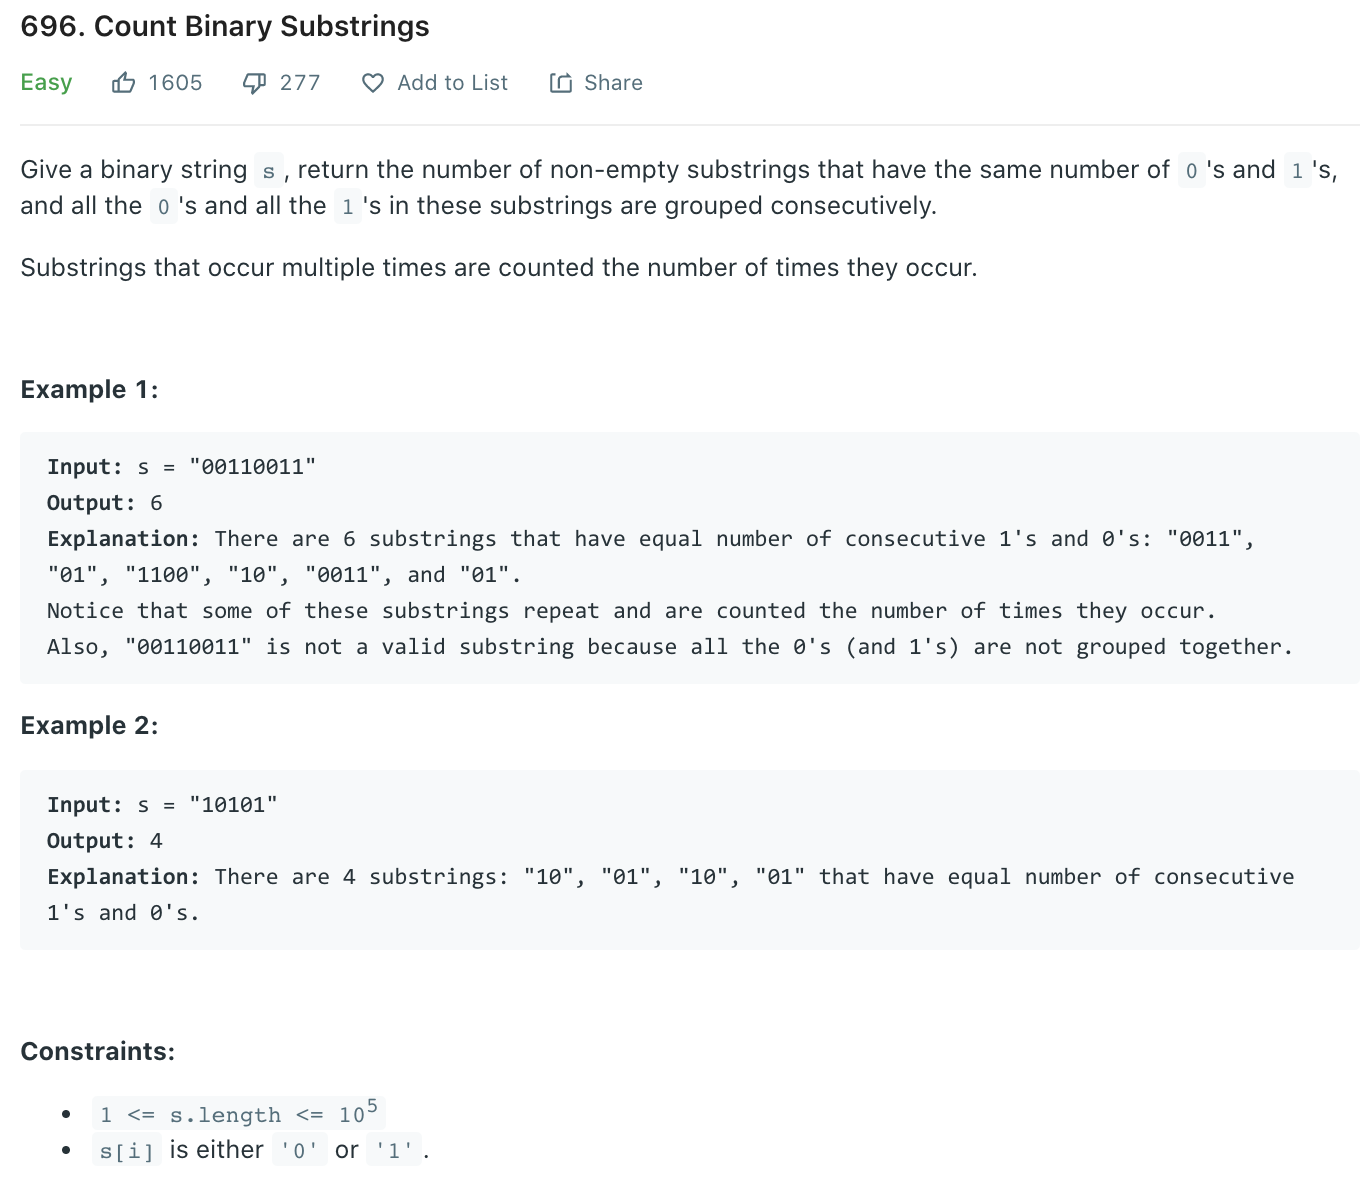 696. Count Binary Substrings
Easy 1605 277 Add to List Share
Give a binary string s, return the number of non-empty substrings that have the same number of 0's and 1's,
and all the 0's and all the 1's in these substrings are grouped consecutively.
Substrings that occur multiple times are counted the number of times they occur.
Example 1:
Input: s = "00110011"
Output: 6
Explanation: There are 6 substrings that have equal number of consecutive 1's and 0's: "0011",
"01", "1100", "10", "0011", and "01".
Notice that some of these substrings repeat and are counted the number of times they occur.
Also, "00110011" is not a valid substring because all the 0's (and 1's) are not grouped together.
Example 2:
Input: s = "10101"
Output: 4
Explanation: There are 4 substrings: "10", "01", "10", "01" that have equal number of consecutive
1's and 0's.
Constraints:
• 1 <= s.length <= 10⁵
• s[i] is either '0' or '1'.